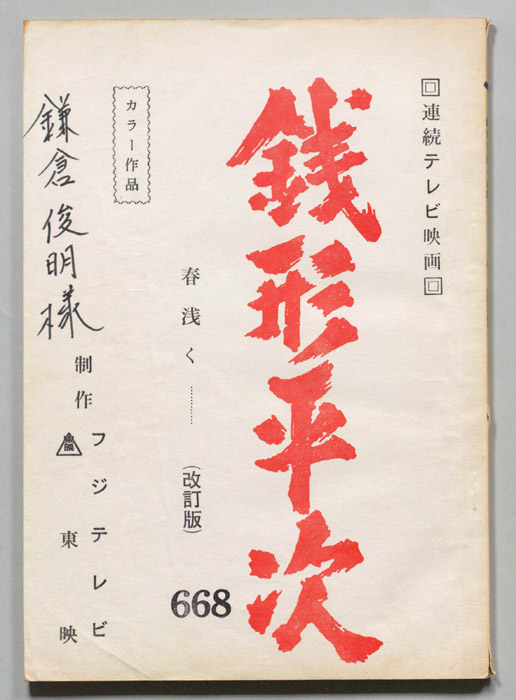 連続テレビ映画
銭形平次
春浅く…………
(改訂版)
668
カラー作品
鎌倉俊明様
制作
フジテレビ
東映